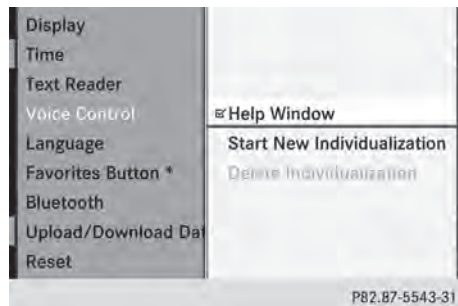 Display
Time
Text Reader
Voice Control
Help Window
Language
Start New Individualization
Favorites Button *
Delete Individualization
Bluetooth
Upload/Download Dat
Reset
P82.87-5543-31